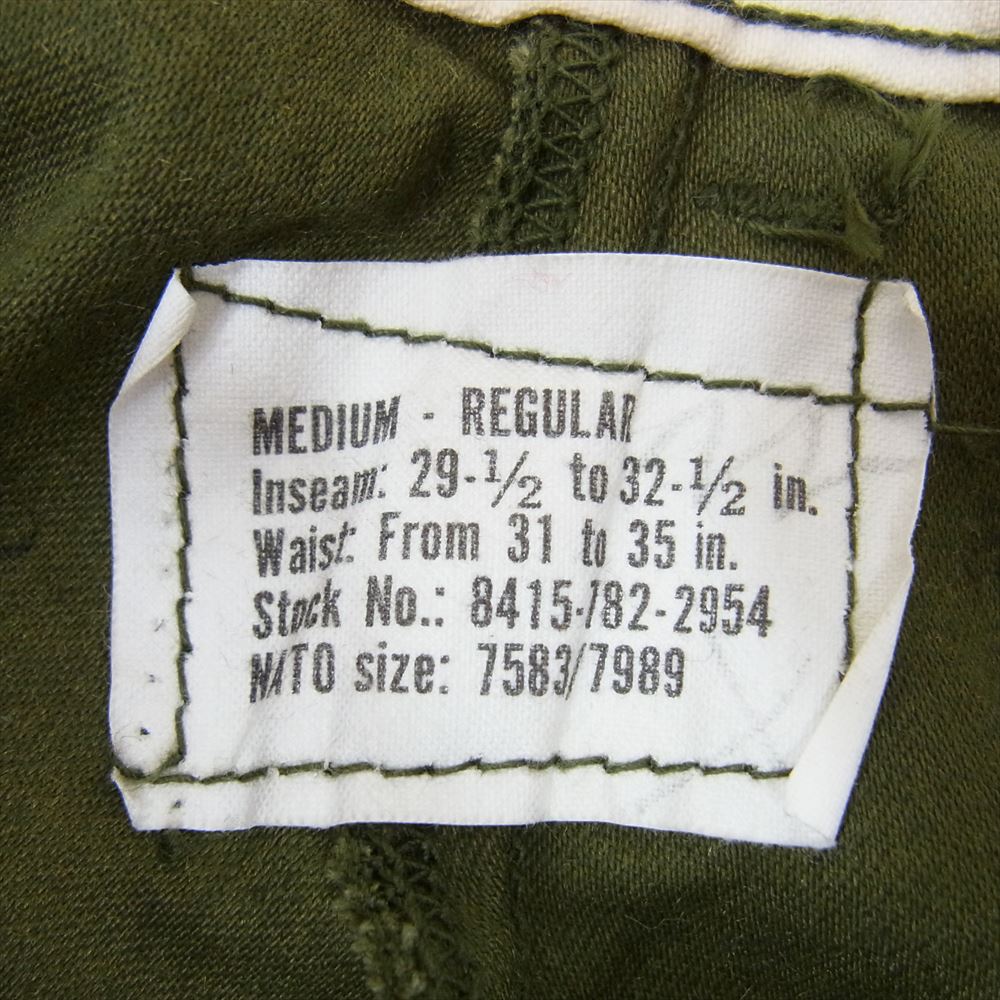 MEDIUM - REGULAR
Inseam: 29-1/2 to 32-1/2 in.
Waist: From 31 to 35 in.
Stock No.: 8415-782-2954
NATO size: 7583/7989